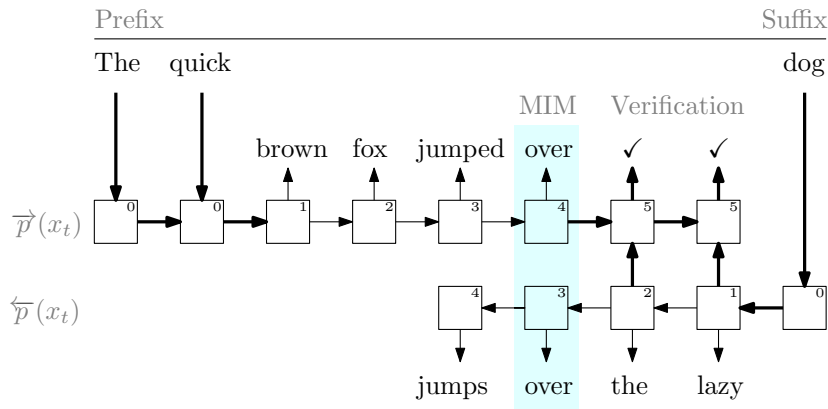 Prefix Suffix
The quick dog
MIM Verification
brown fox jumped over ✓ ✓
0 0 1 2 3 4 5 5
p→(x_t)
4 3 2 1 0
p←(x_t)
jumps over the lazy